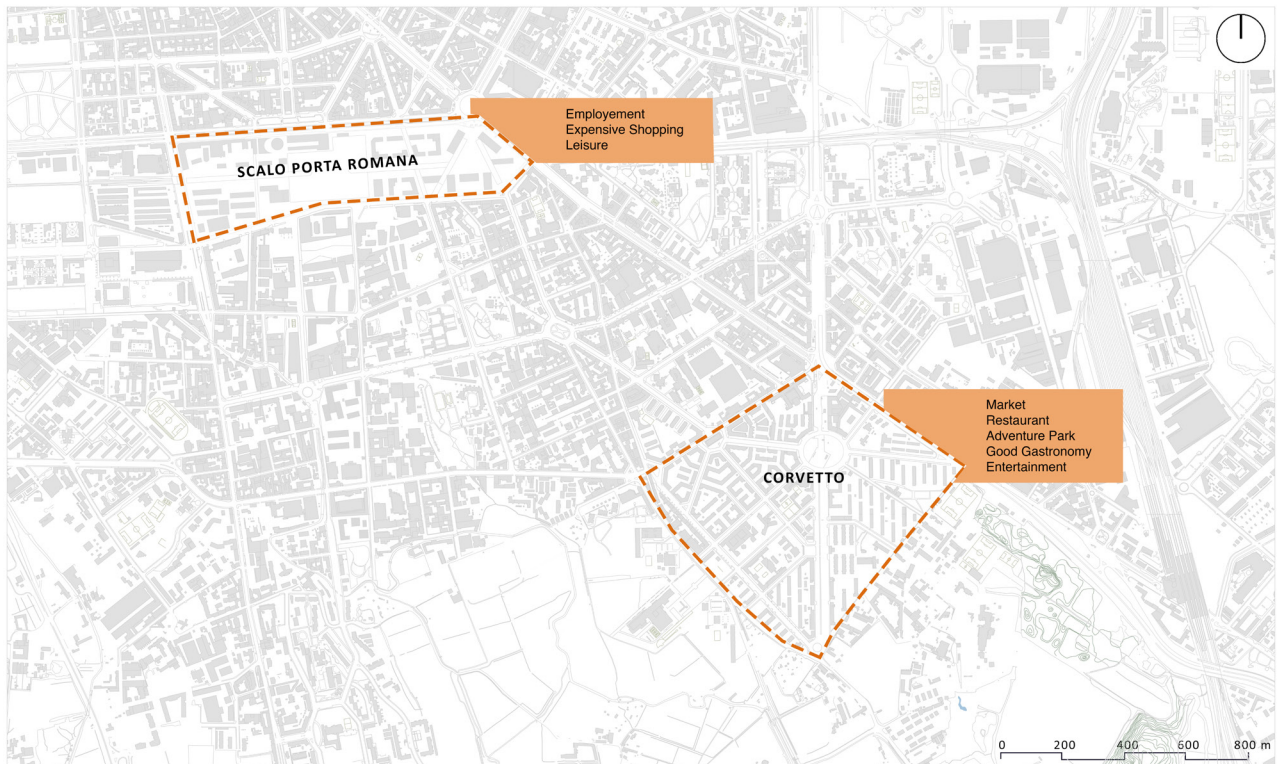 Employement
Expensive Shopping
Leisure
SCALO PORTA ROMANA
Market
Restaurant
Adventure Park
Good Gastronomy
Entertainment
CORVETTO
0 200 400 600 800 m